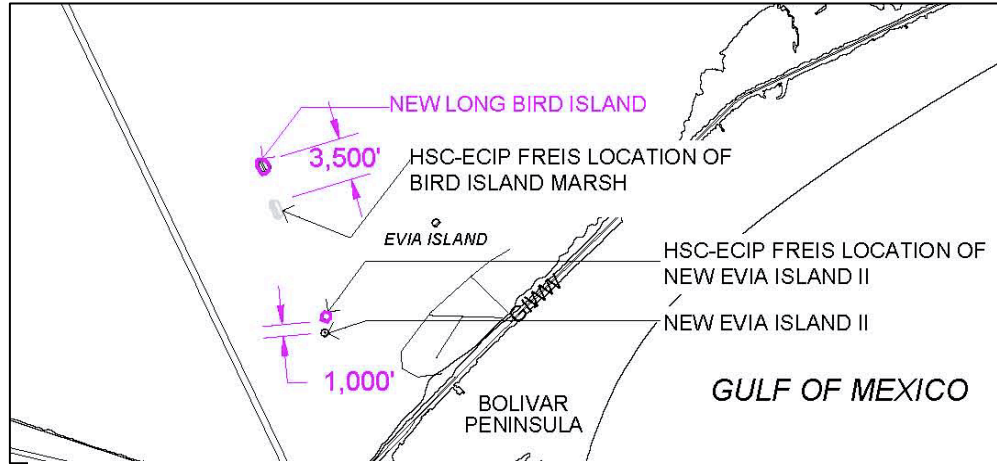 NEW LONG BIRD ISLAND
3,500'
HSC-ECIP FREIS LOCATION OF
BIRD ISLAND MARSH
EVIA ISLAND
HSC-ECIP FREIS LOCATION OF
NEW EVIA ISLAND II
GIWW
NEW EVIA ISLAND II
1,000'
GULF OF MEXICO
BOLIVAR
PENINSULA